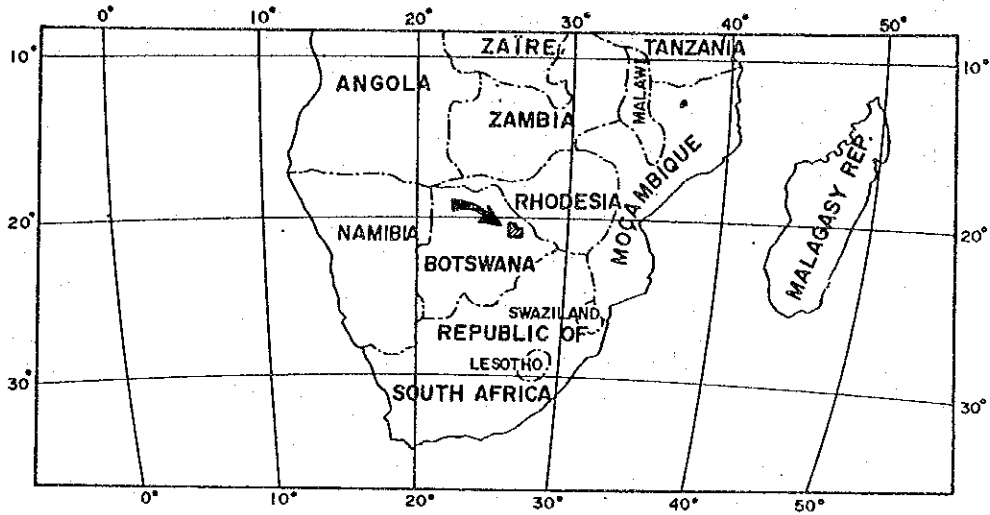 0° 10° 20° 30° 40° 50°
10° 10°
ZAÏRE
TANZANIA
ANGOLA
MALAWI
ZAMBIA
MOÇAMBIQUE
MALAGASY REP.
RHODESIA
20° 20°
NAMIBIA
BOTSWANA
SWAZILAND
REPUBLIC OF
LESOTHO
30° 30°
SOUTH AFRICA
0° 10° 20° 30° 40° 50°